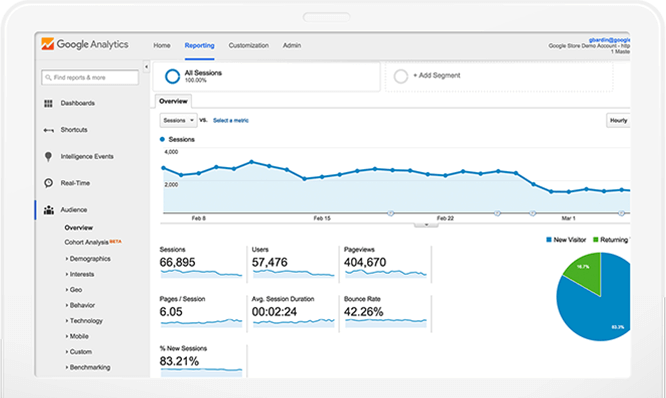 Google Analytics
Home Reporting Customization Admin
gbardin@google
Google Store Demo Account - http
1 Maste
Find reports & more
All Sessions
100.00%
+ Add Segment
Dashboards
Shortcuts
Intelligence Events
Real-Time
Audience
Overview
Cohort Analysis BETA
Demographics
Interests
Geo
Behavior
Technology
Mobile
Custom
Benchmarking
Overview
Sessions VS. Select a metric
Hourly
Sessions
4,000
2,000
Feb 8 Feb 15 Feb 22 Mar 1
Sessions
66,895
Users
57,476
Pageviews
404,670
Pages / Session
6.05
Avg. Session Duration
00:02:24
Bounce Rate
42.26%
% New Sessions
83.21%
New Visitor Returning
16.7%
83.3%